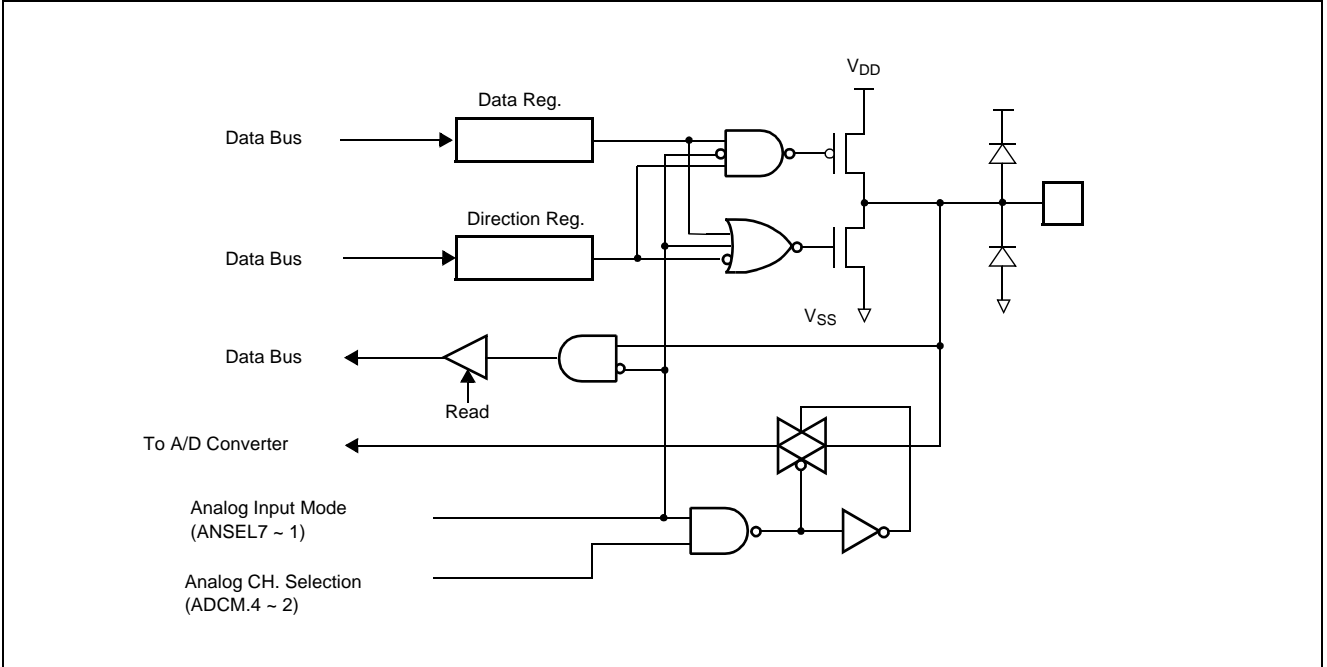 V_DD
Data Reg.
Data Bus
Direction Reg.
Data Bus
V_SS
Data Bus
Read
To A/D Converter
Analog Input Mode
(ANSEL7 ~ 1)
Analog CH. Selection
(ADCM.4 ~ 2)